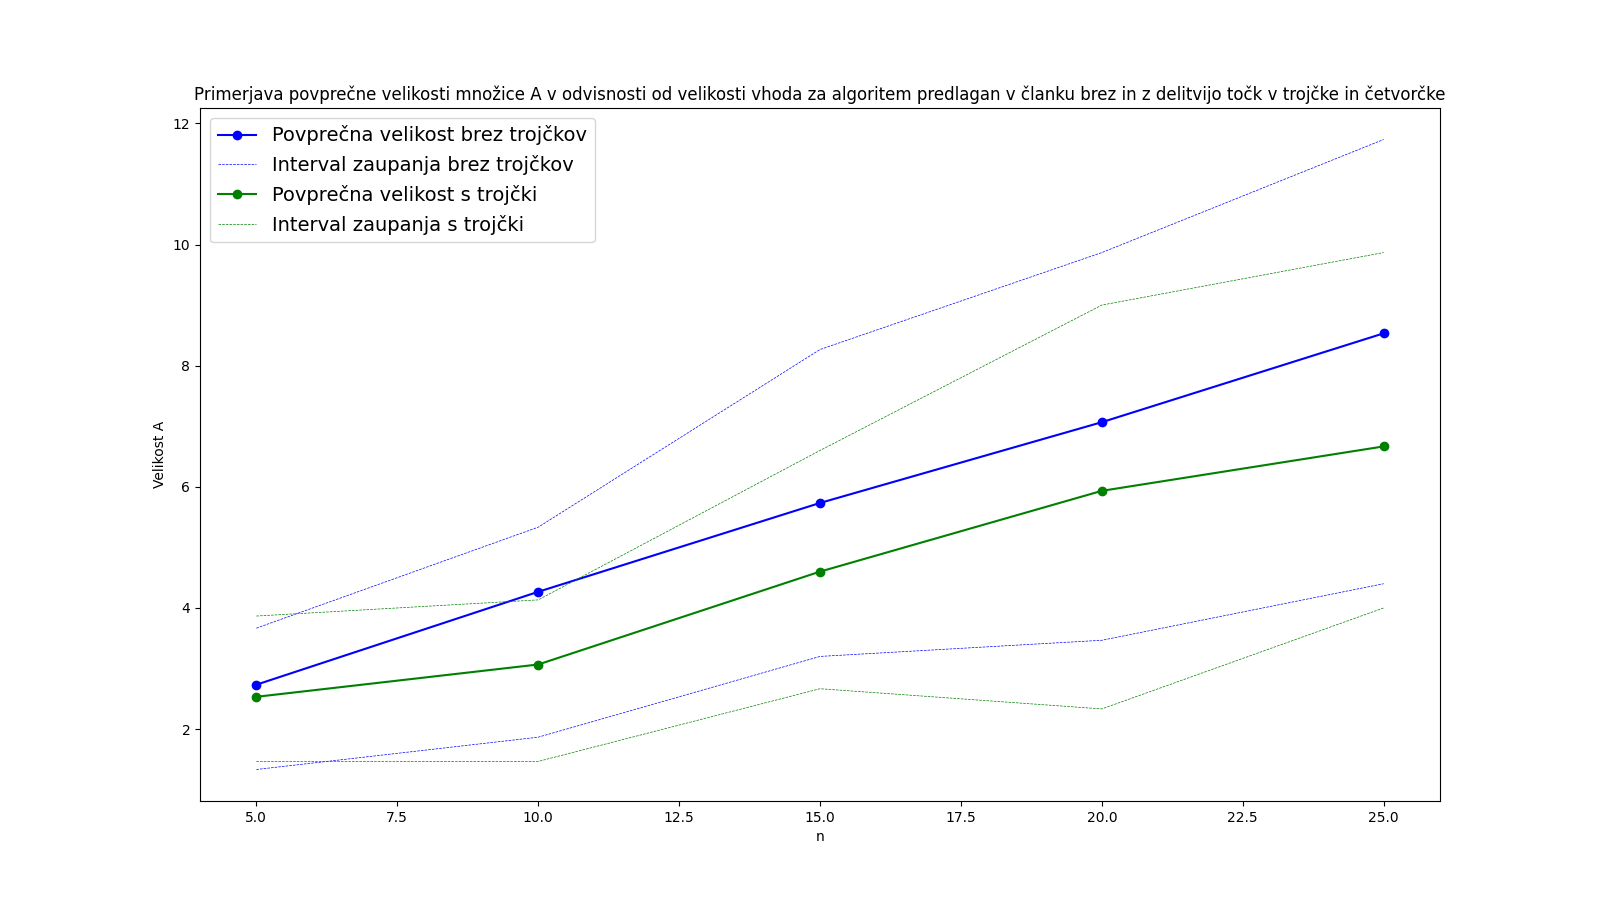 Primerjava povprečne velikosti množice A v odvisnosti od velikosti vhoda za algoritem predlagan v članku brez in z delitvijo točk v trojčke in četvorčke
Povprečna velikost brez trojčkov
Interval zaupanja brez trojčkov
Povprečna velikost s trojčki
Interval zaupanja s trojčki
12
10
8
6
4
2
Velikost A
5.0 7.5 10.0 12.5 15.0 17.5 20.0 22.5 25.0
n